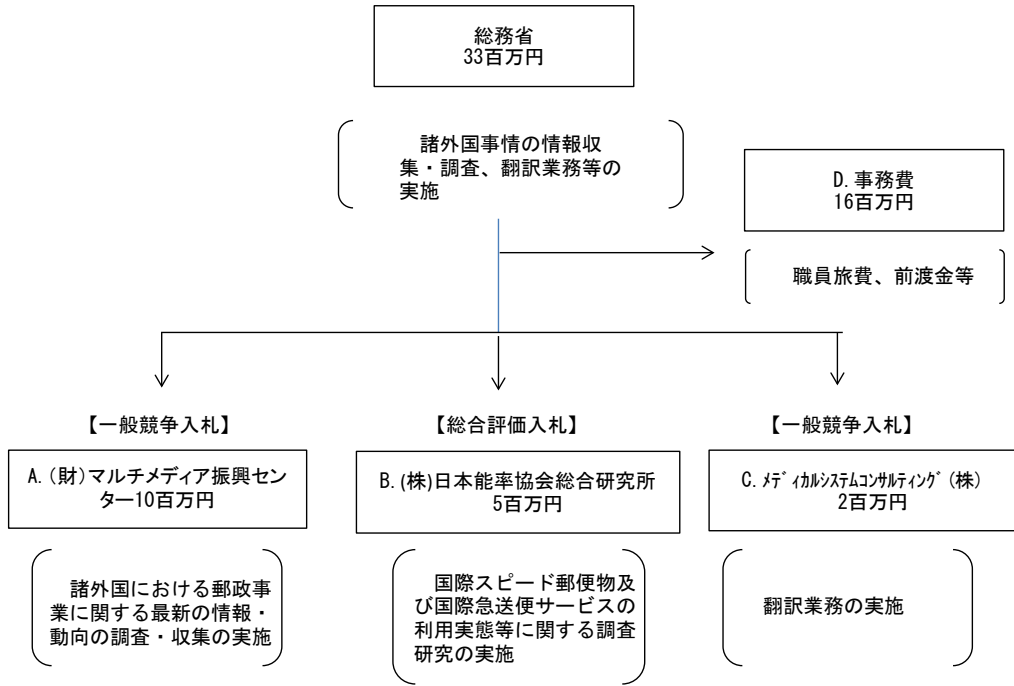 総務省
33百万円
諸外国事情の情報収
集・調査、翻訳業務等の
実施
D.事務費
16百万円
職員旅費、前渡金等
【一般競争入札】
A.(財)マルチメディア振興セン
ター10百万円
諸外国における郵政事
業に関する最新の情報・
動向の調査・収集の実施
【総合評価入札】
B.(株)日本能率協会総合研究所
5百万円
国際スピード郵便物及
び国際急送便サービスの
利用実態等に関する調査
研究の実施
【一般競争入札】
C.ﾒﾃﾞｨｶﾙｼｽﾃﾑｺﾝｻﾙﾃｨﾝｸﾞ(株)
2百万円
翻訳業務の実施